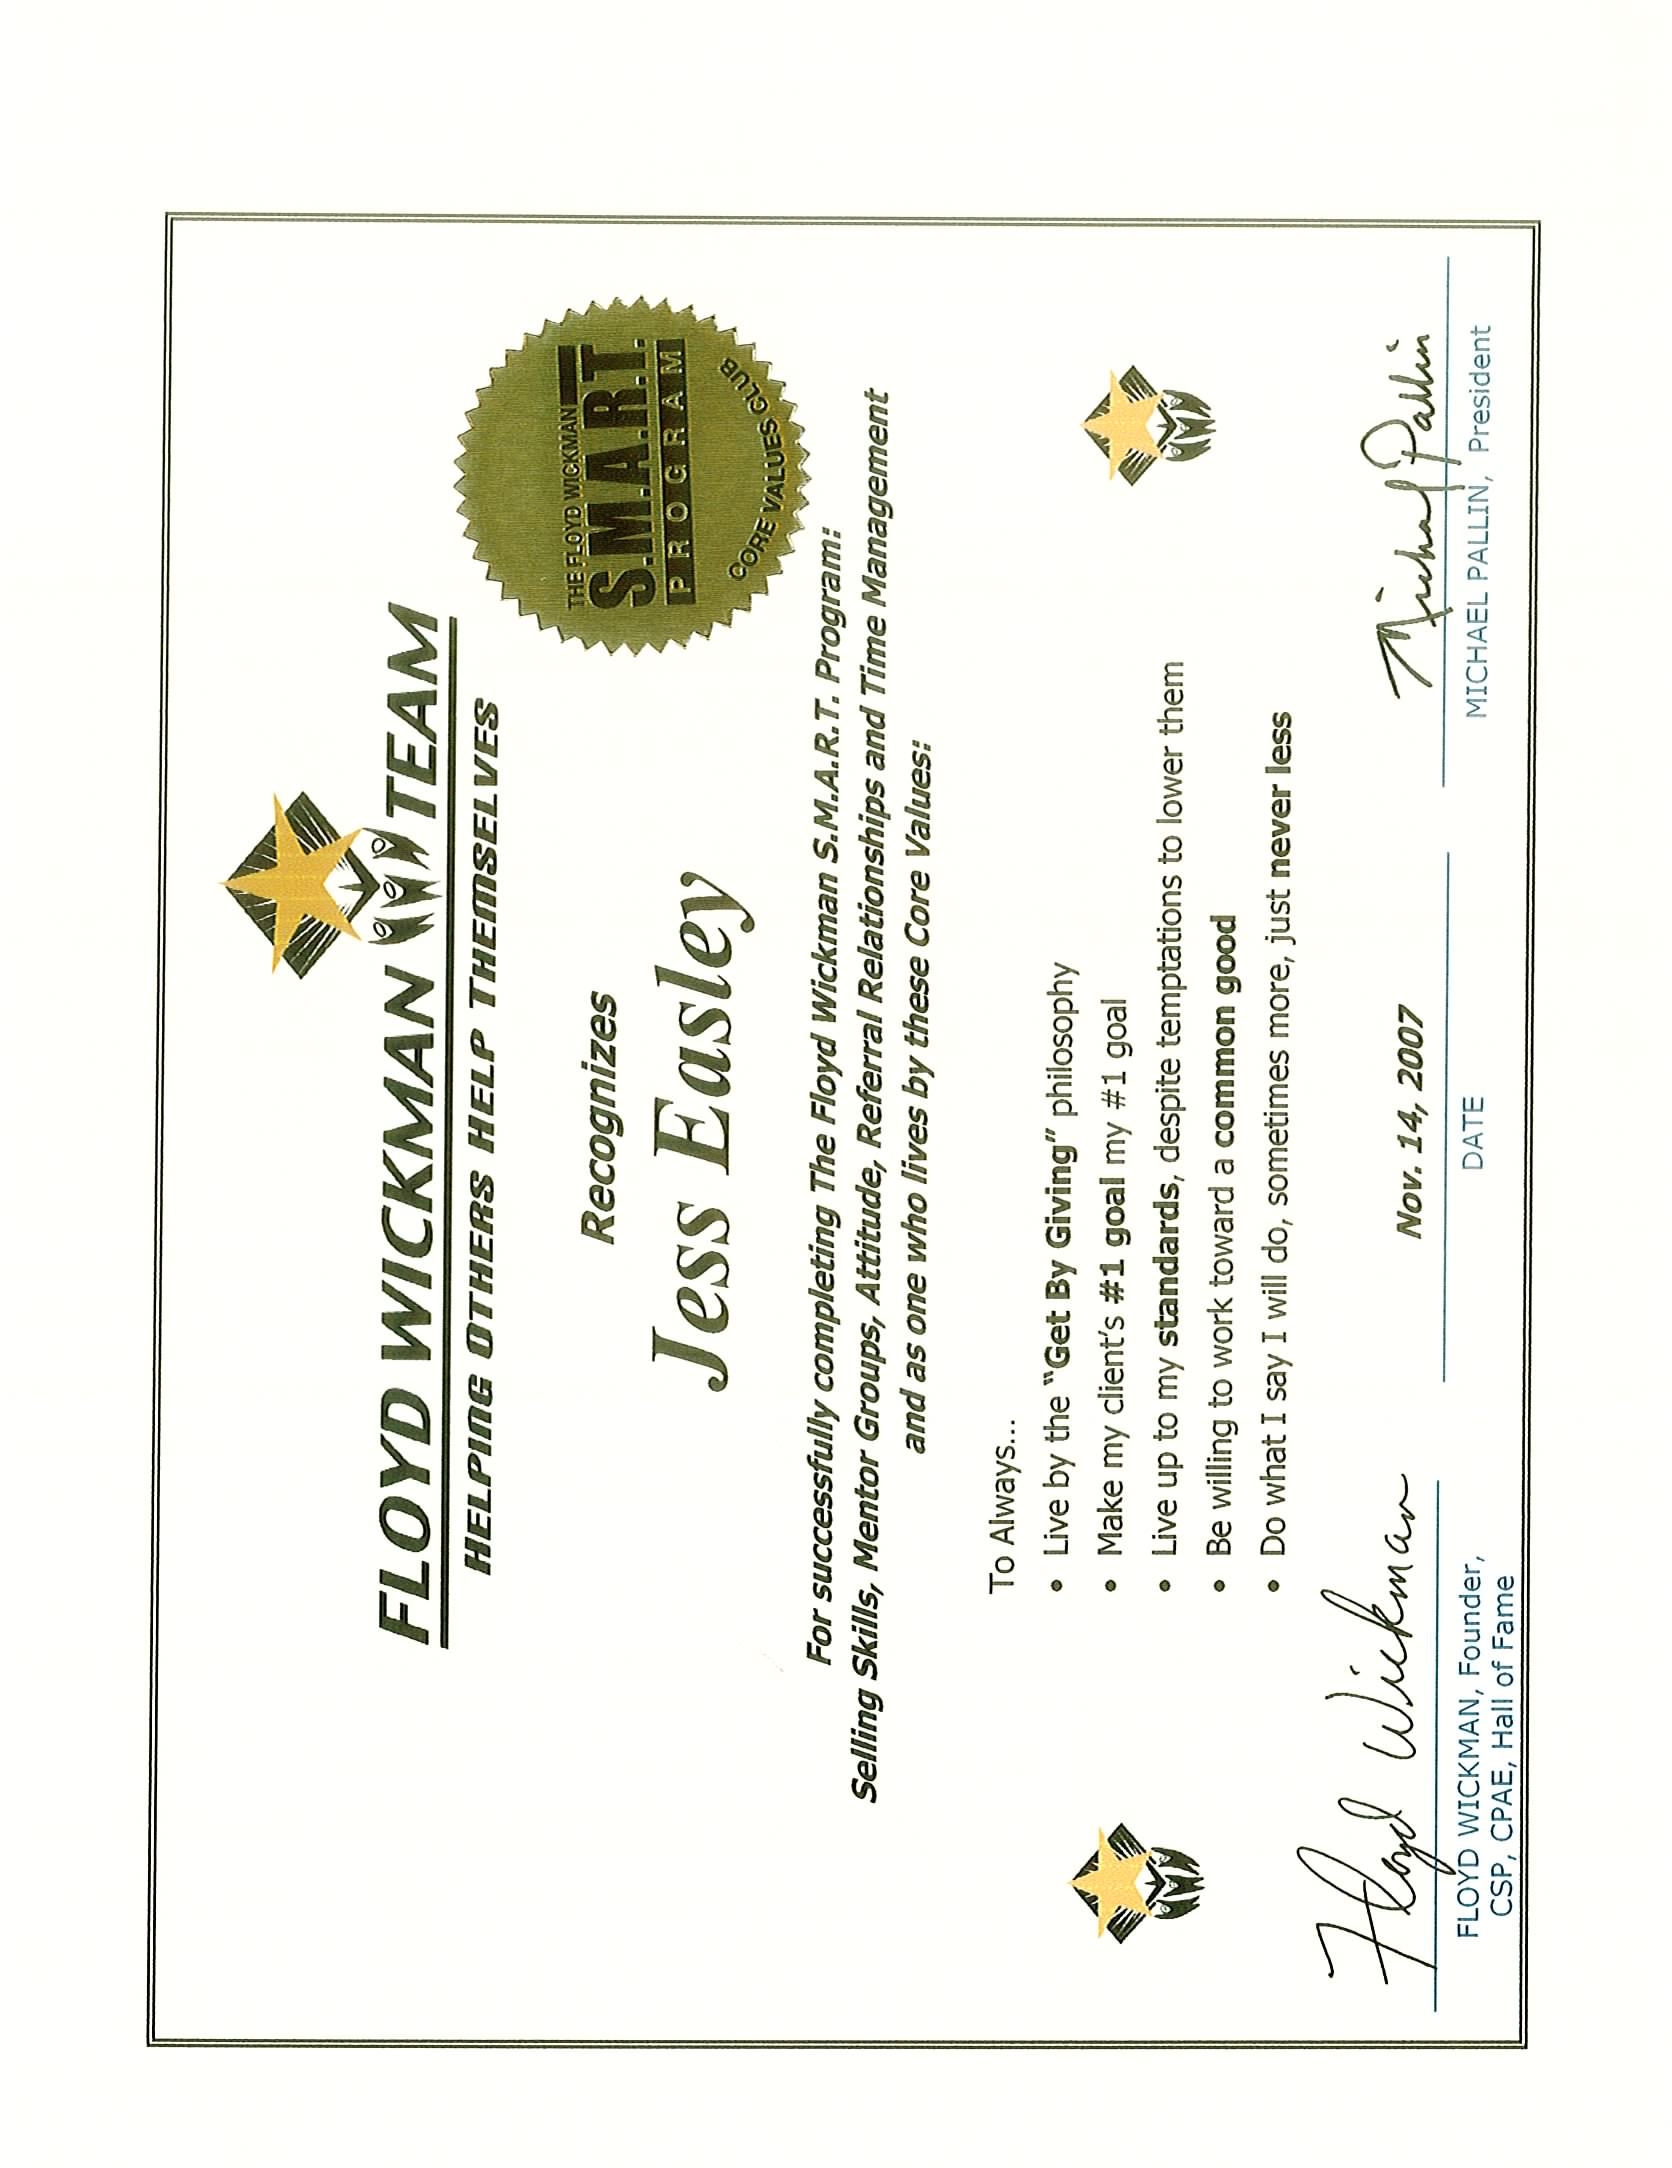 FLOYD WICKMAN TEAM
HELPING OTHERS HELP THEMSELVES
THE FLOYD WICKMAN
S.M.A.R.T.
PROGRAM
CORE VALUES CLUB
Recognizes
Jess Easley
For successfully completing The Floyd Wickman S.M.A.R.T. Program:
Selling Skills, Mentor Groups, Attitude, Referral Relationships and Time Management
and as one who lives by these Core Values:
To Always...
• Live by the “Get By Giving” philosophy
• Make my client’s #1 goal my #1 goal
• Live up to my standards, despite temptations to lower them
• Be willing to work toward a common good
• Do what I say I will do, sometimes more, just never less
Floyd Wickman
Nov. 14, 2007
Michael Pallin
FLOYD WICKMAN, Founder,
CSP, CPAE, Hall of Fame
DATE
MICHAEL PALLIN, President